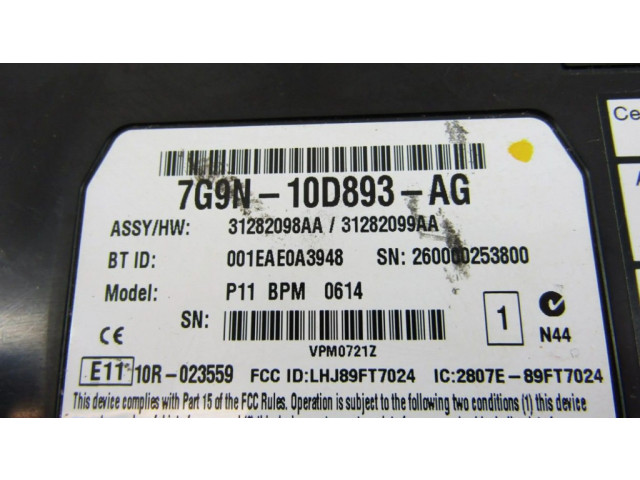 Ce
A
7G9N-10D893-AG
ASSY/HW: 31282098AA / 31282099AA
BT ID: 001EAE0A3948 SN: 260000253800
Model: P11 BPM 0614
SN:
1
N44
CE
VPM0721Z
E11 10R-023559 FCC ID:LHJ89FT7024 IC:2807E-89FT7024
This device complies with Part 15 of the FCC Rules. Operation is subject to the following two conditions (1) this device